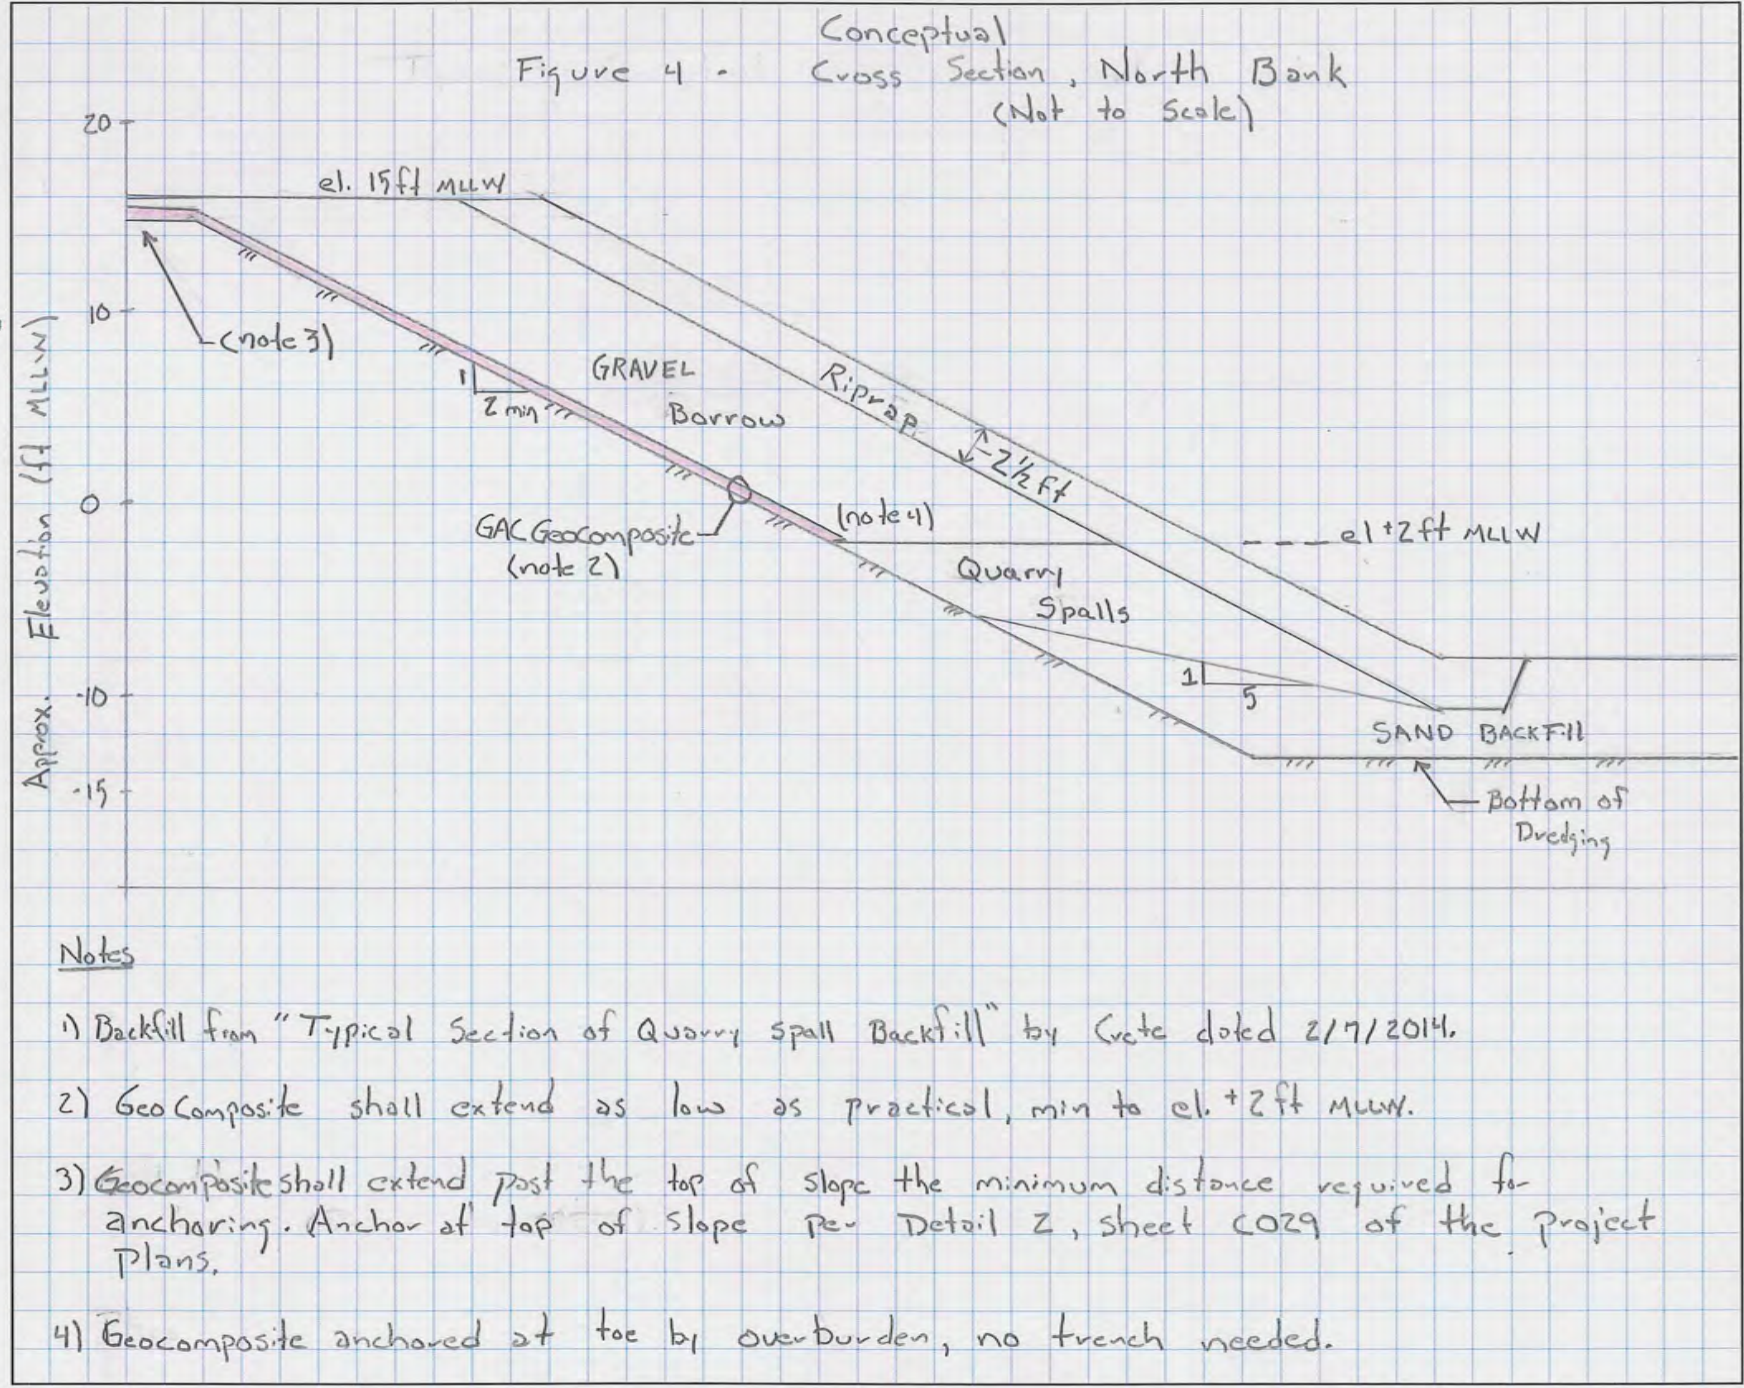 Conceptual
Figure 4 - Cross Section, North Bank
(Not to Scale)
20
el. 15ft MLLW
10
(note 3)
GRAVEL
Borrow
1
2 min
Riprap
2½ ft
0
GAC Geocomposite
(note 2)
(note 4)
el +2 ft MLLW
Quarry
Spalls
1
5
-10
SAND BACKFill
-15
Bottom of
Dredging
Approx. Elevation (ft MLLW)
Notes
1) Backfill from "Typical Section of Quarry Spall Backfill" by Crete dated 2/7/2014.
2) GeoComposite shall extend as low as practical, min to el. +2 ft MLLW.
3) Geocomposite shall extend past the top of slope the minimum distance required for
anchoring. Anchor at top of slope per Detail 2, sheet C029 of the project
plans.
4) Geocomposite anchored at toe by overburden, no trench needed.